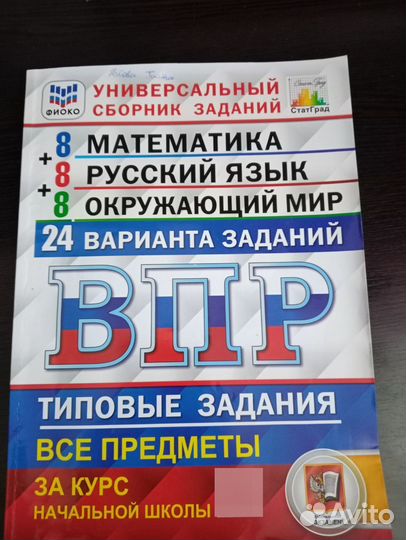 УНИВЕРСАЛЬНЫЙ
СБОРНИК ЗАДАНИЙ
ФИОКО
СтатГрад
8 МАТЕМАТИКА
+8 РУССКИЙ ЯЗЫК
+8 ОКРУЖАЮЩИЙ МИР
24 ВАРИАНТА ЗАДАНИЙ
ВПР
ТИПОВЫЕ ЗАДАНИЯ
ВСЕ ПРЕДМЕТЫ
ЗА КУРС
НАЧАЛЬНОЙ ШКОЛЫ
Avito